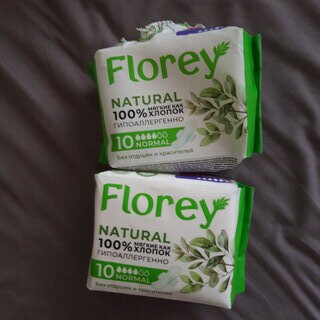 Florey
NATURAL
100% МЯГКИЕ КАК
ХЛОПОК
ГИПОАЛЛЕРГЕННО
10 NORMAL
Без отдушек и красителей
Florey
NATURAL
100% МЯГКИЕ КАК
ХЛОПОК
ГИПОАЛЛЕРГЕННО
10 NORMAL
Без отдушек и красителей